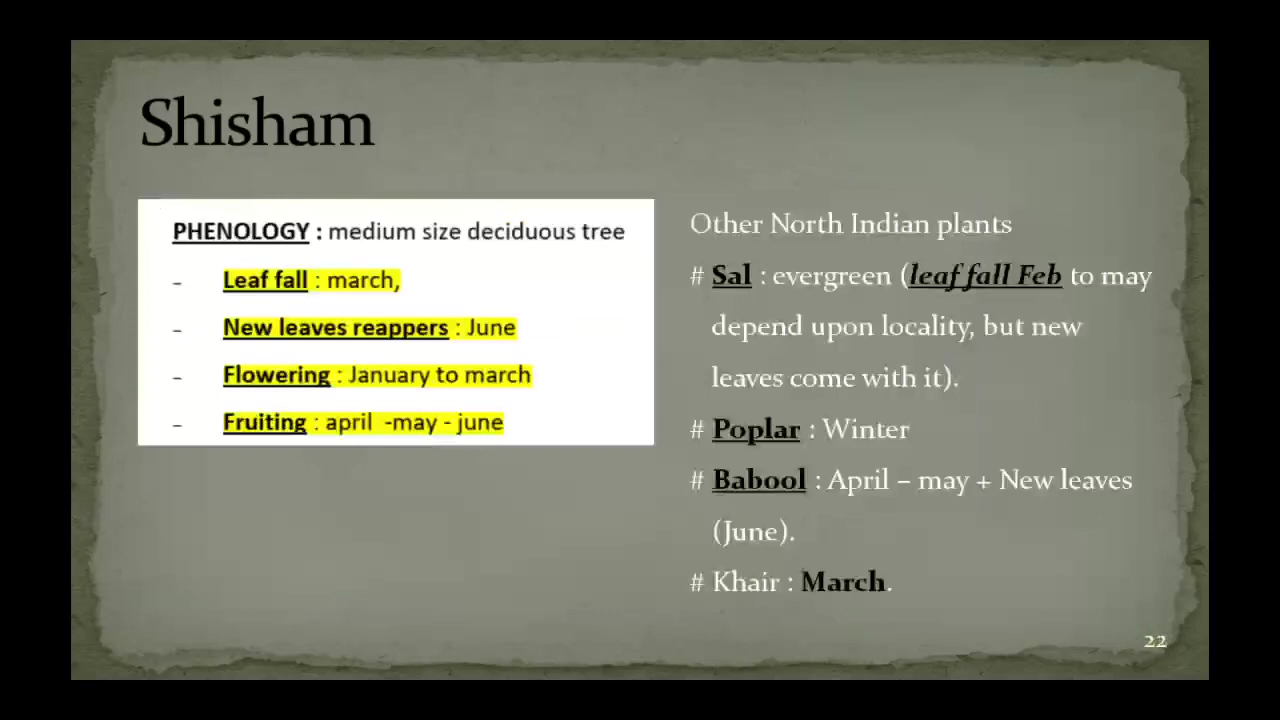 Shisham
PHENOLOGY : medium size deciduous tree
- Leaf fall : march,
- New leaves reappers : June
- Flowering : January to march
- Fruiting : april -may - june
Other North Indian plants
# Sal : evergreen (leaf fall Feb to may
depend upon locality, but new
leaves come with it).
# Poplar : Winter
# Babool : April – may + New leaves
(June).
# Khair : March.
22